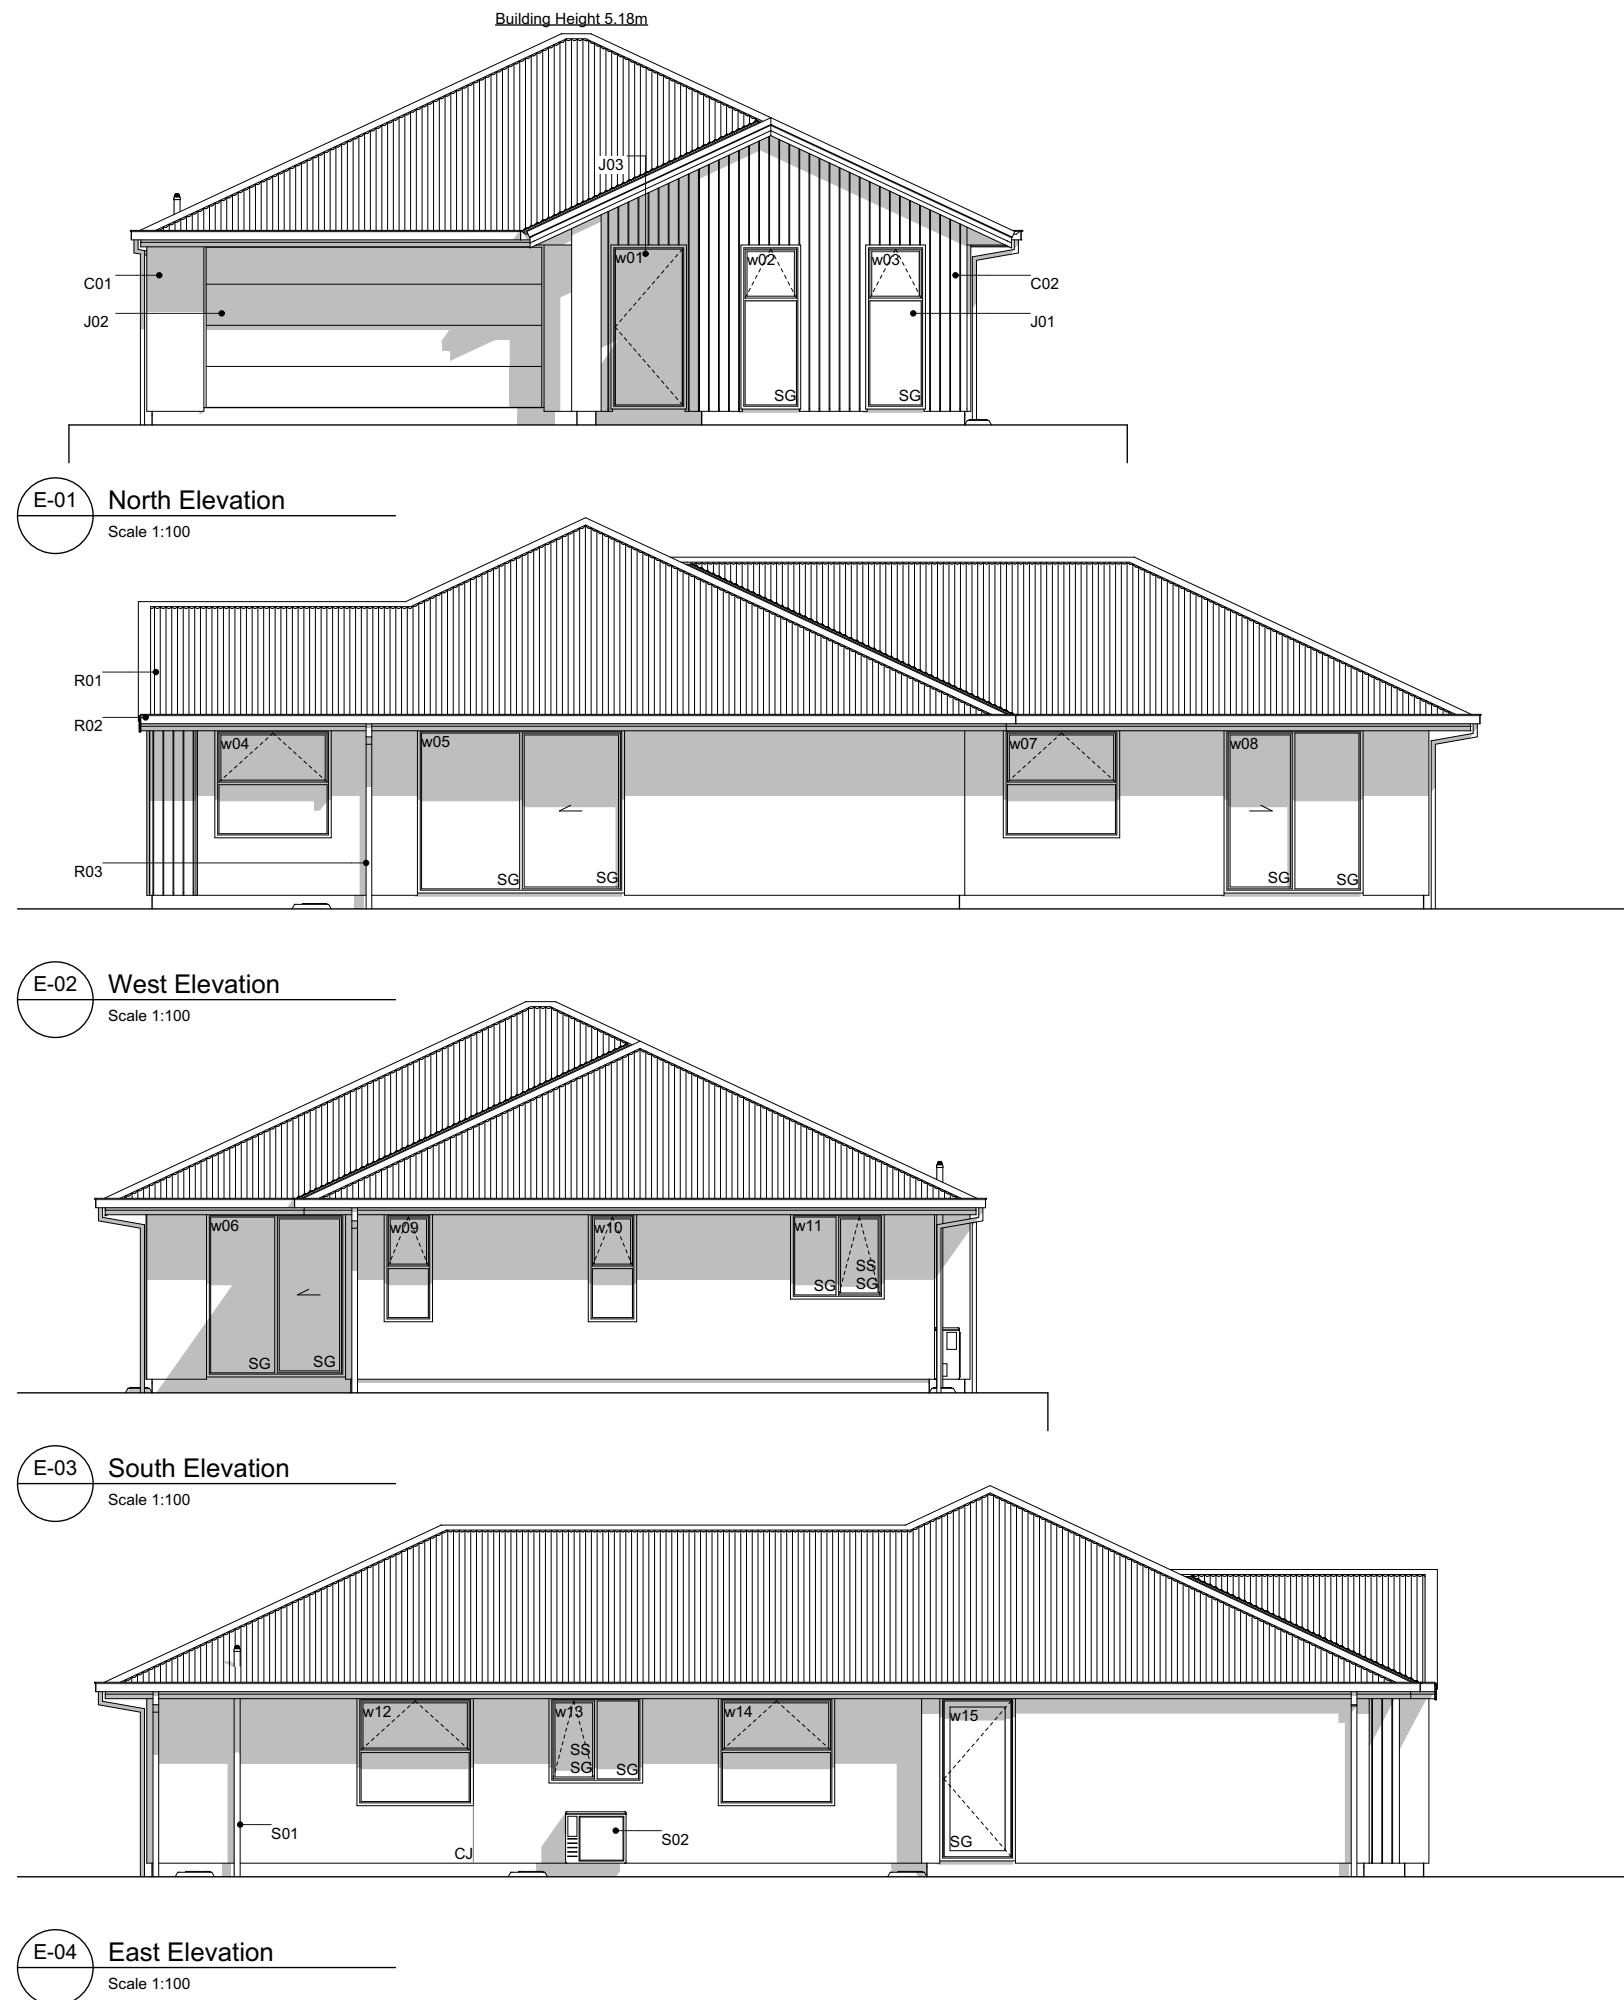 Building Height 5.18m
J03
w01
w02
w03
C01
C02
J02
J01
SG
SG
E-01
North Elevation
Scale 1:100
R01
R02
w04
w05
w07
w08
R03
SG
SG
SG
SG
E-02
West Elevation
Scale 1:100
w06
w09
w10
w11
SS
SG
SG
SG
SG
E-03
South Elevation
Scale 1:100
w12
w13
w14
w15
SS
SG
SG
S01
S02
SG
CJ
E-04
East Elevation
Scale 1:100